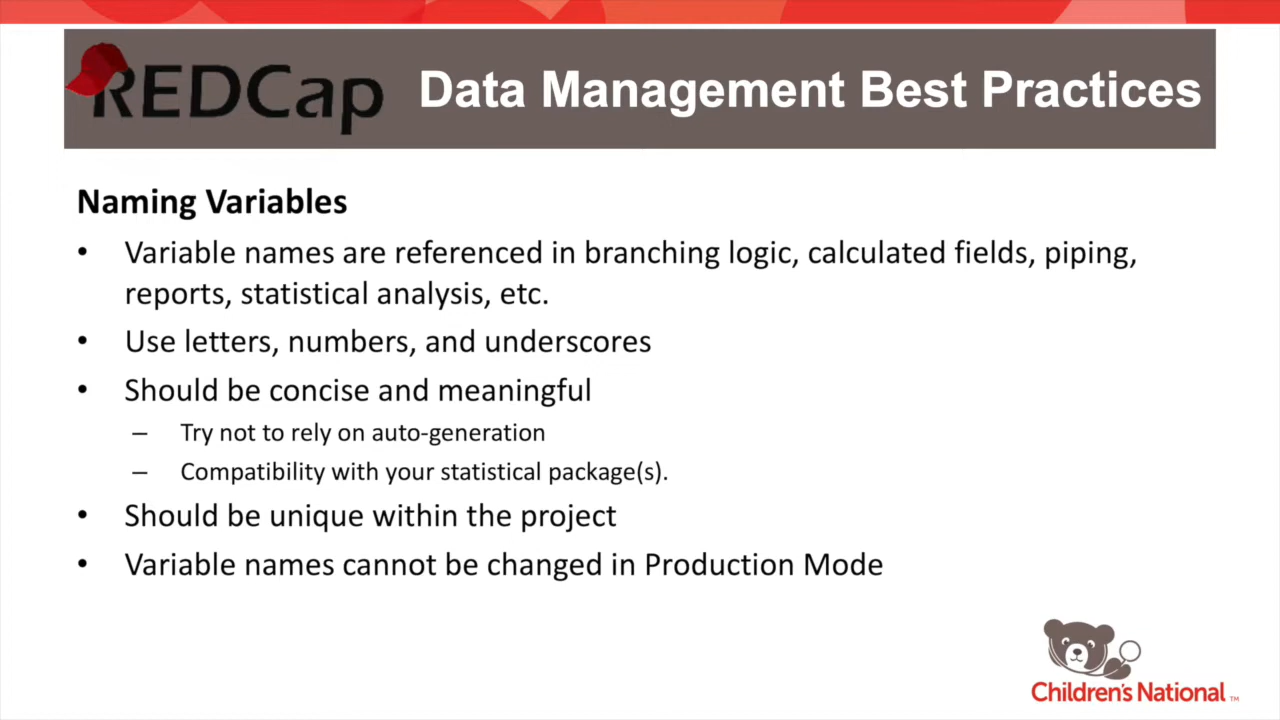 REDCap Data Management Best Practices
Naming Variables
• Variable names are referenced in branching logic, calculated fields, piping,
reports, statistical analysis, etc.
• Use letters, numbers, and underscores
• Should be concise and meaningful
– Try not to rely on auto-generation
– Compatibility with your statistical package(s).
• Should be unique within the project
• Variable names cannot be changed in Production Mode
Children's National ™